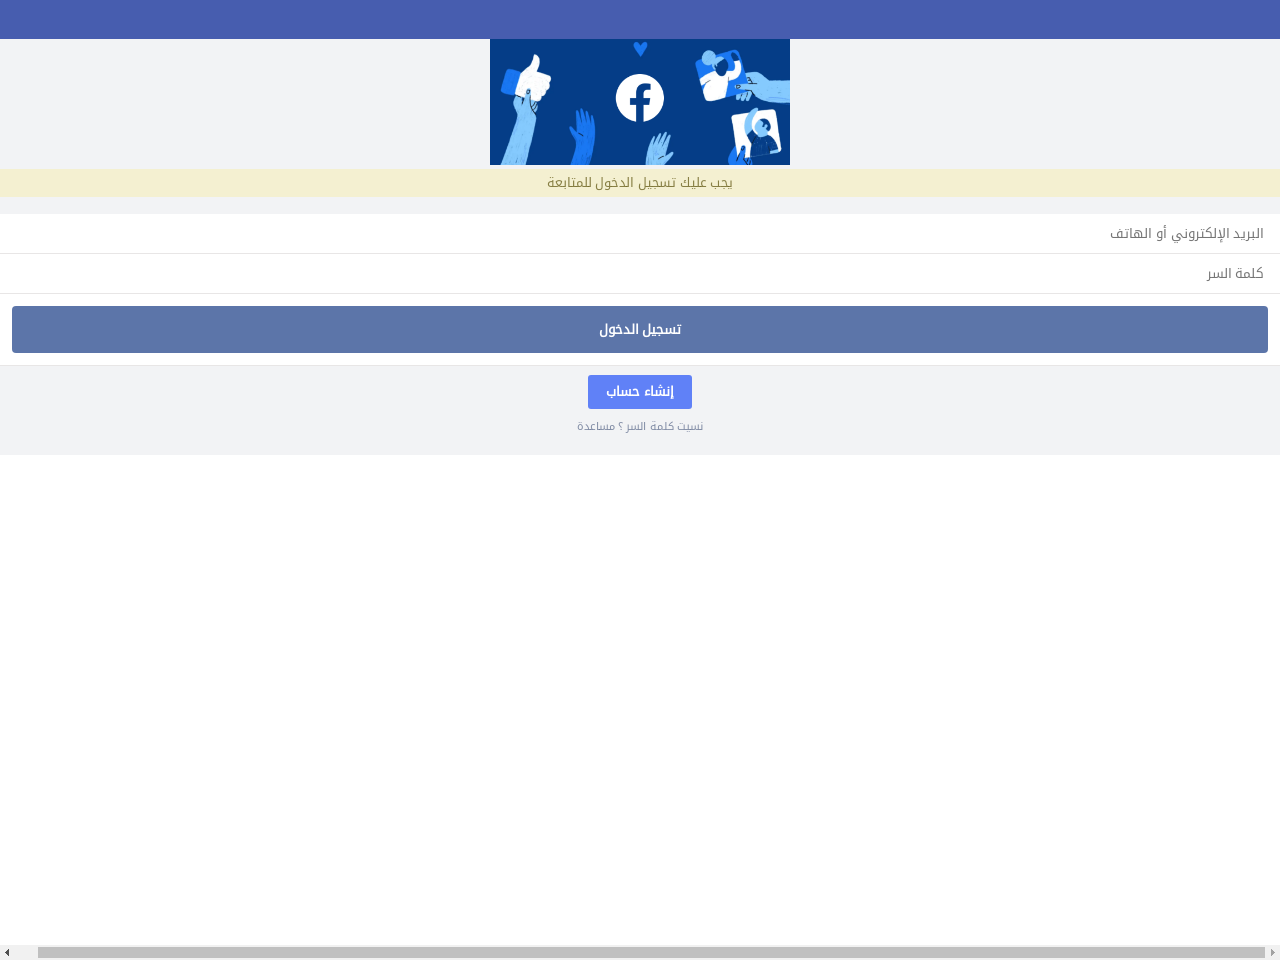 يجب عليك تسجيل الدخول للمتابعة
البريد الإلكتروني أو الهاتف
كلمة السر
تسجيل الدخول
إنشاء حساب
نسيت كلمة السر ؟ مساعدة